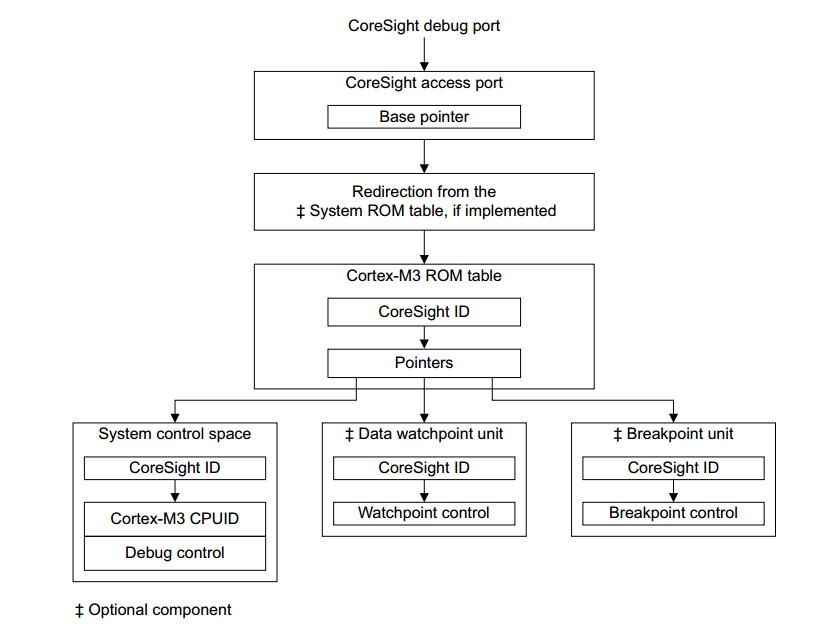 CoreSight debug port
CoreSight access port
Base pointer
Redirection from the
‡ System ROM table, if implemented
Cortex-M3 ROM table
CoreSight ID
Pointers
System control space
CoreSight ID
Cortex-M3 CPUID
Debug control
‡ Data watchpoint unit
CoreSight ID
Watchpoint control
‡ Breakpoint unit
CoreSight ID
Breakpoint control
‡ Optional component